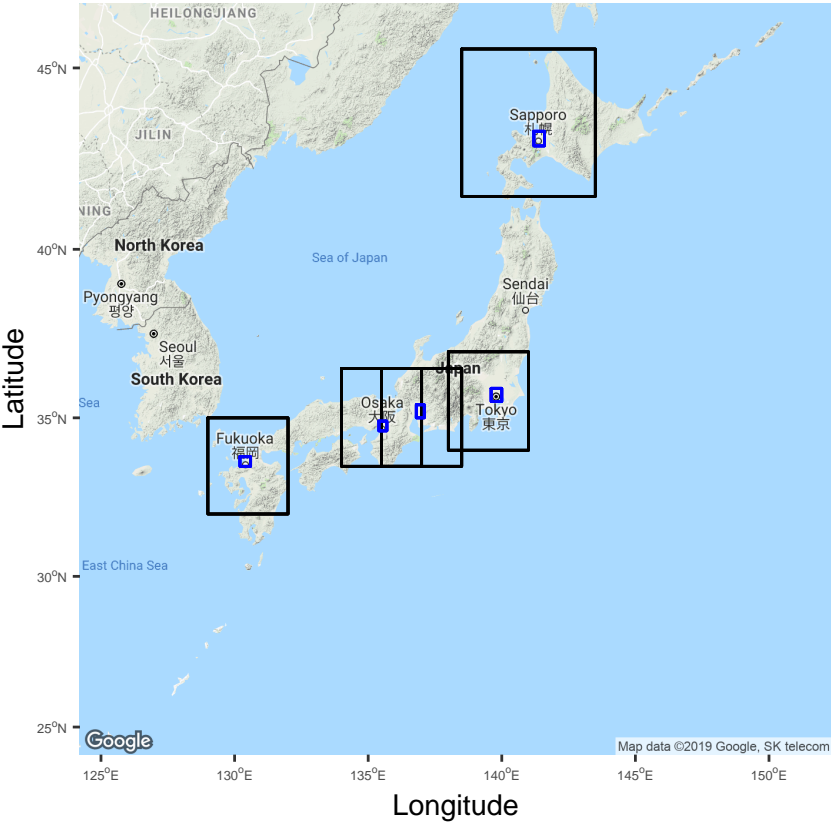 HEILONGJIANG
45°N
Sapporo
札幌
JILIN
NING
40°N
North Korea
Sea of Japan
Pyongyang
평양
Sendai
仙台
Seoul
서울
South Korea
Japan
Latitude
Sea
35°N
Osaka
大阪
Tokyo
東京
Fukuoka
福岡
East China Sea
30°N
25°N
Google
Map data ©2019 Google, SK telecom
125°E
130°E
135°E
140°E
145°E
150°E
Longitude